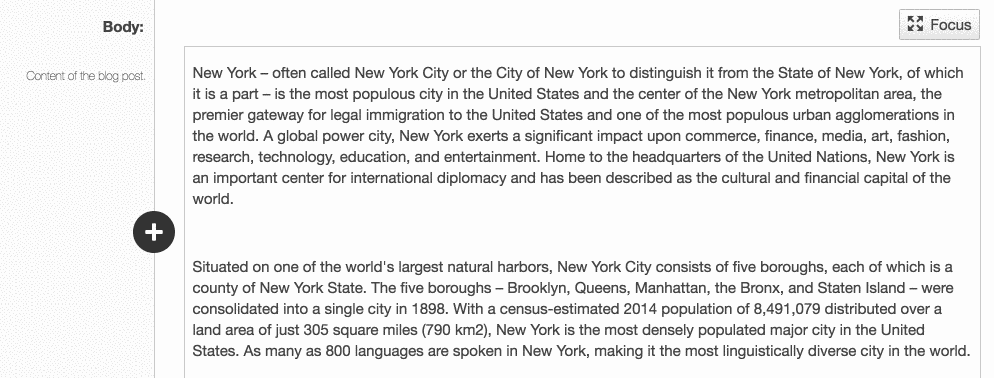 Body:
Focus
Content of the blog post.
New York – often called New York City or the City of New York to distinguish it from the State of New York, of which
it is a part – is the most populous city in the United States and the center of the New York metropolitan area, the
premier gateway for legal immigration to the United States and one of the most populous urban agglomerations in
the world. A global power city, New York exerts a significant impact upon commerce, finance, media, art, fashion,
research, technology, education, and entertainment. Home to the headquarters of the United Nations, New York is
an important center for international diplomacy and has been described as the cultural and financial capital of the
world.
Situated on one of the world's largest natural harbors, New York City consists of five boroughs, each of which is a
county of New York State. The five boroughs – Brooklyn, Queens, Manhattan, the Bronx, and Staten Island – were
consolidated into a single city in 1898. With a census-estimated 2014 population of 8,491,079 distributed over a
land area of just 305 square miles (790 km2), New York is the most densely populated major city in the United
States. As many as 800 languages are spoken in New York, making it the most linguistically diverse city in the world.